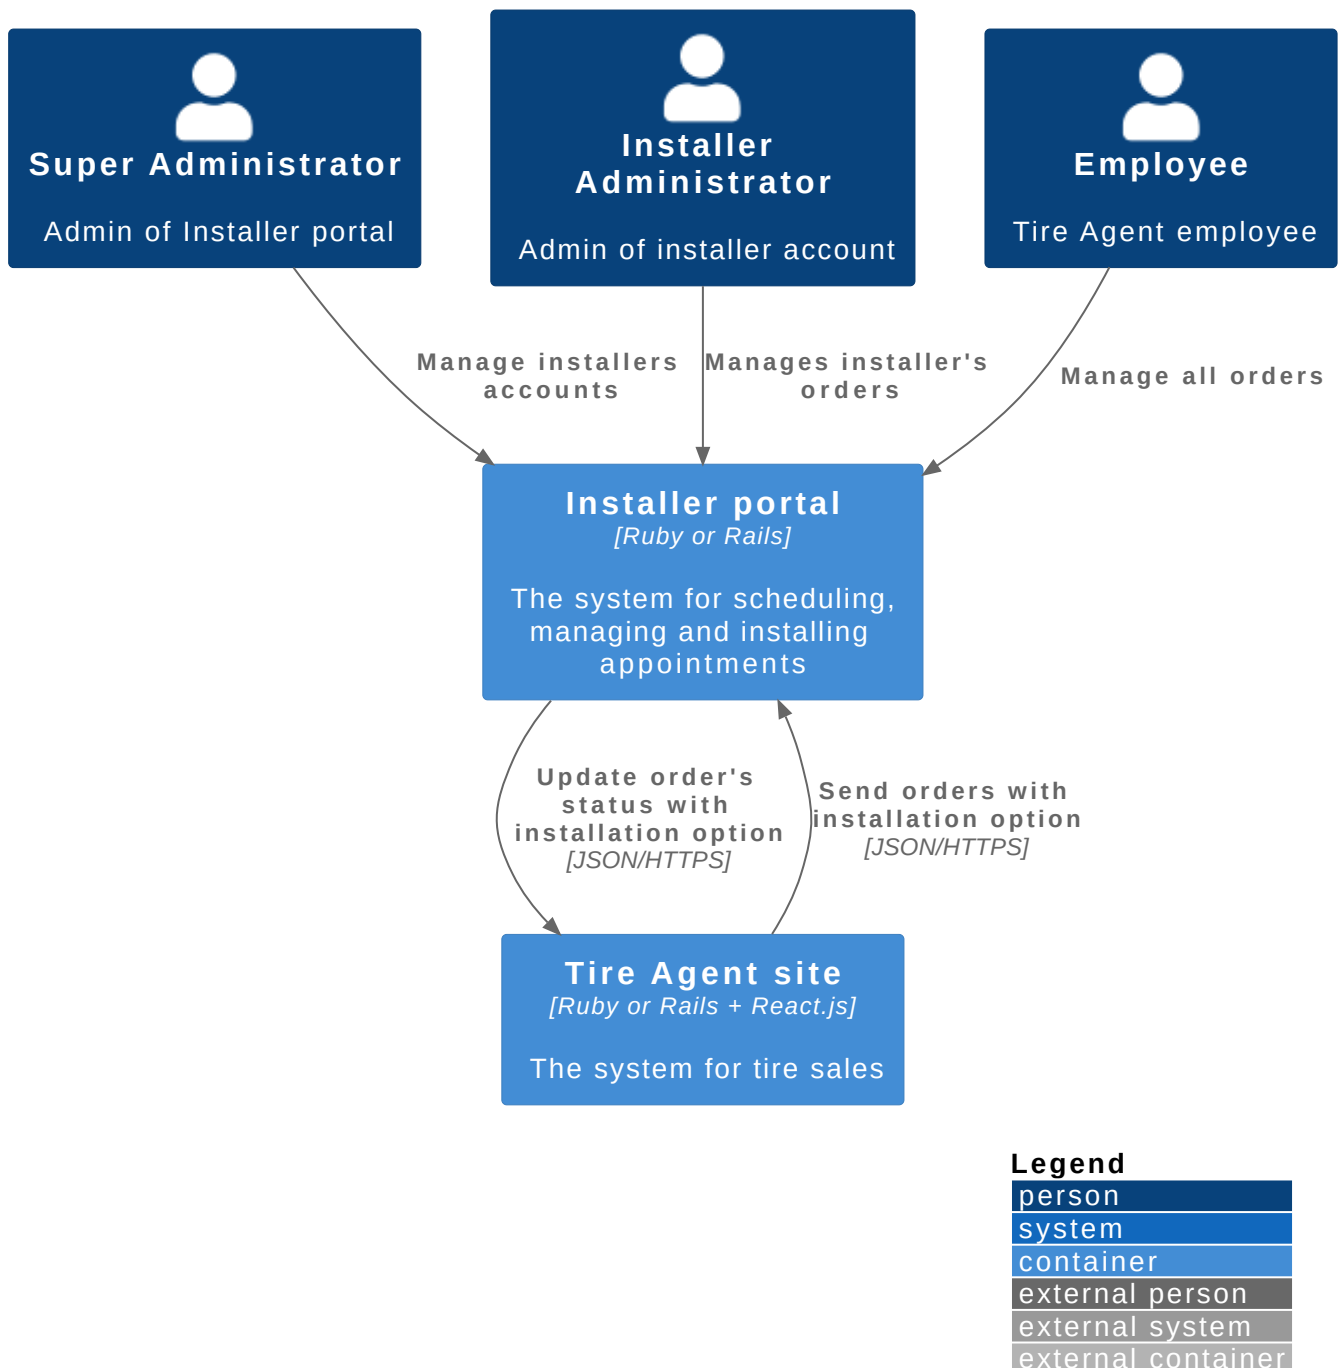 Super Administrator
Admin of Installer portal
Installer
Administrator
Admin of installer account
Employee
Tire Agent employee
Manage installers
accounts
Manages installer's
orders
Manage all orders
Installer portal
[Ruby or Rails]
The system for scheduling,
managing and installing
appointments
Update order's
status with
installation option
[JSON/HTTPS]
Send orders with
installation option
[JSON/HTTPS]
Tire Agent site
[Ruby or Rails + React.js]
The system for tire sales
Legend
person
system
container
external person
external system
external container